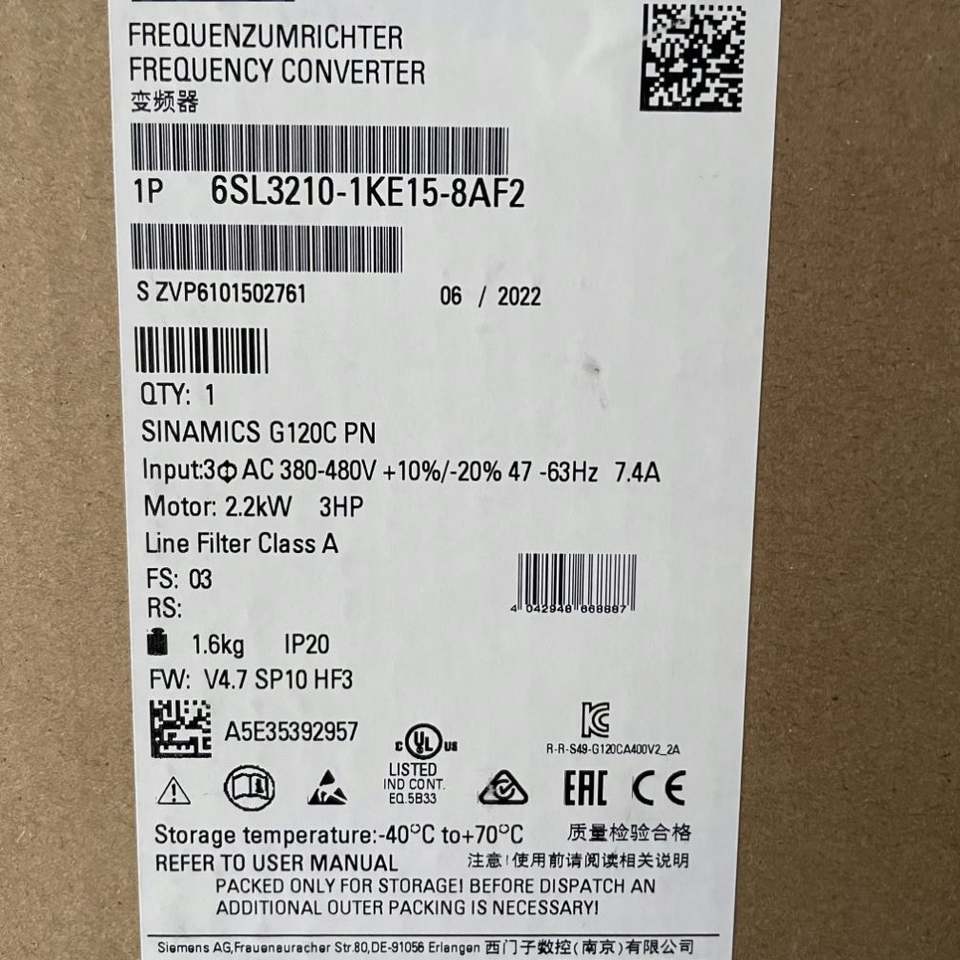 FREQUENZUMRICHTER
FREQUENCY CONVERTER
变频器
1P 6SL3210-1KE15-8AF2
S ZVP6101502761 06 / 2022
QTY: 1
SINAMICS G120C PN
Input:3Φ AC 380-480V +10%/-20% 47 -63Hz 7.4A
Motor: 2.2kW 3HP
Line Filter Class A
FS: 03
RS:
4 042948 668887
1.6kg IP20
FW: V4.7 SP10 HF3
A5E35392957
c UL us
LISTED
IND CONT.
EQ.5B33
R-R-S49-G120CA400V2_2A
EAC CE
Storage temperature:-40°C to+70°C 质量检验合格
REFER TO USER MANUAL 注意!使用前请阅读相关说明
PACKED ONLY FOR STORAGE! BEFORE DISPATCH AN
ADDITIONAL OUTER PACKING IS NECESSARY!
Siemens AG,Frauenauracher Str.80,DE-91056 Erlangen 西门子数控(南京)有限公司